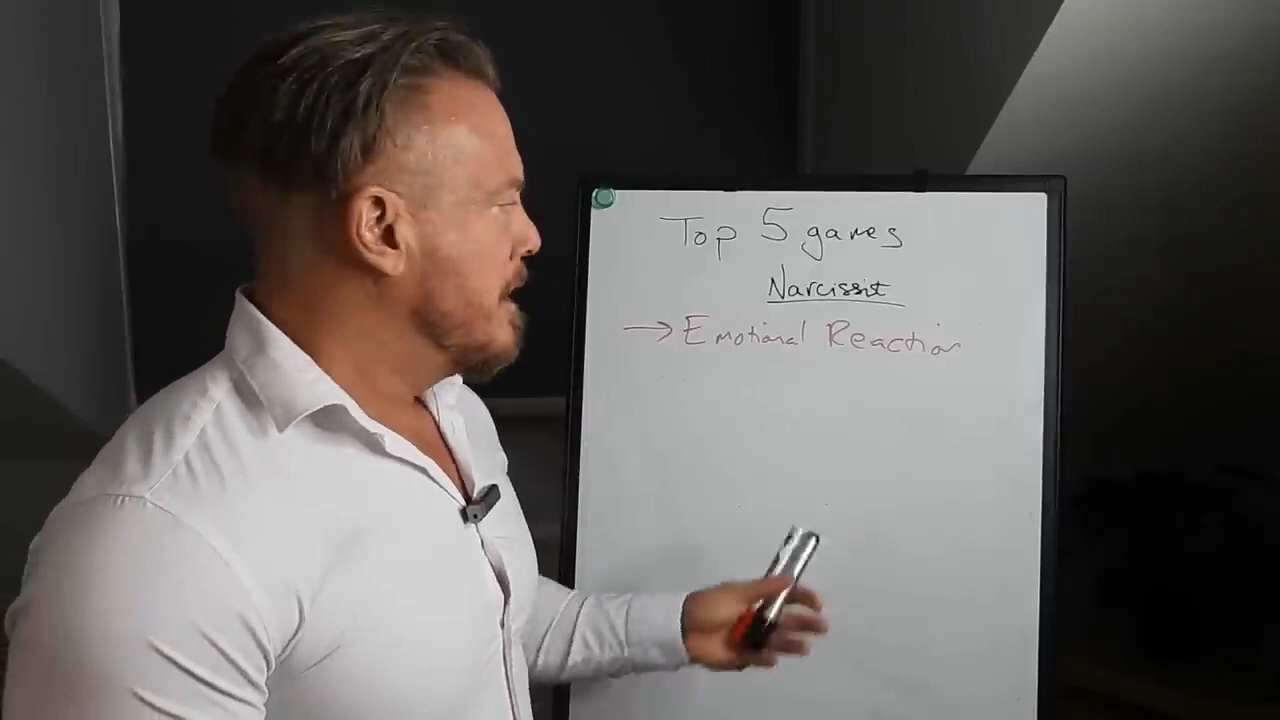 Top 5 games
Narcissist
→ Emotional Reaction